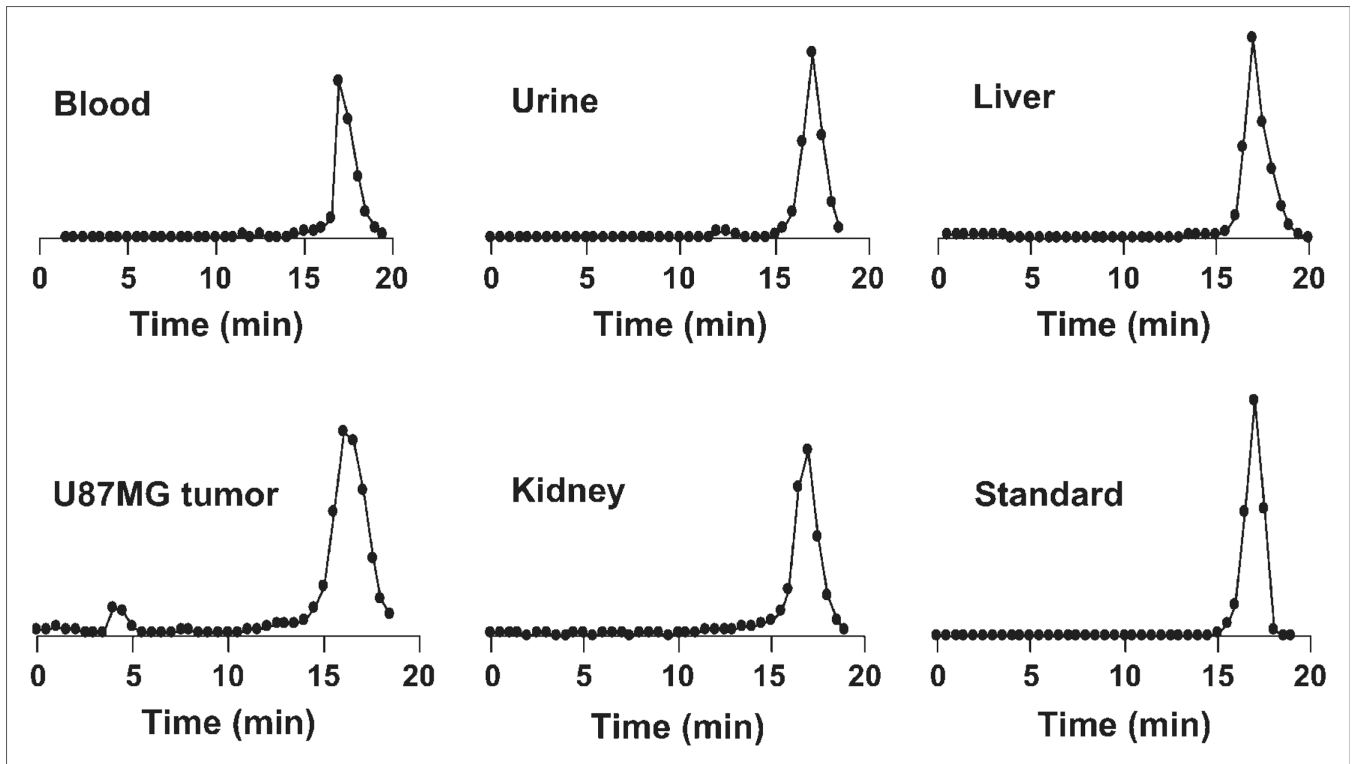 Blood
0 5 10 15 20
Time (min)
Urine
0 5 10 15 20
Time (min)
Liver
0 5 10 15 20
Time (min)
U87MG tumor
0 5 10 15 20
Time (min)
Kidney
0 5 10 15 20
Time (min)
Standard
0 5 10 15 20
Time (min)